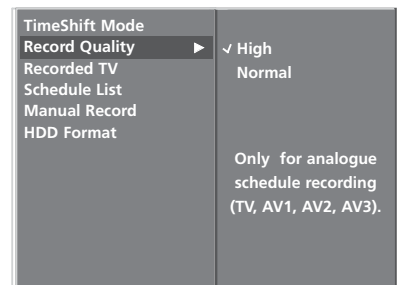 TimeShift Mode
Record Quality ▶
Recorded TV
Schedule List
Manual Record
HDD Format
✓ High
Normal
Only for analogue
schedule recording
(TV, AV1, AV2, AV3).